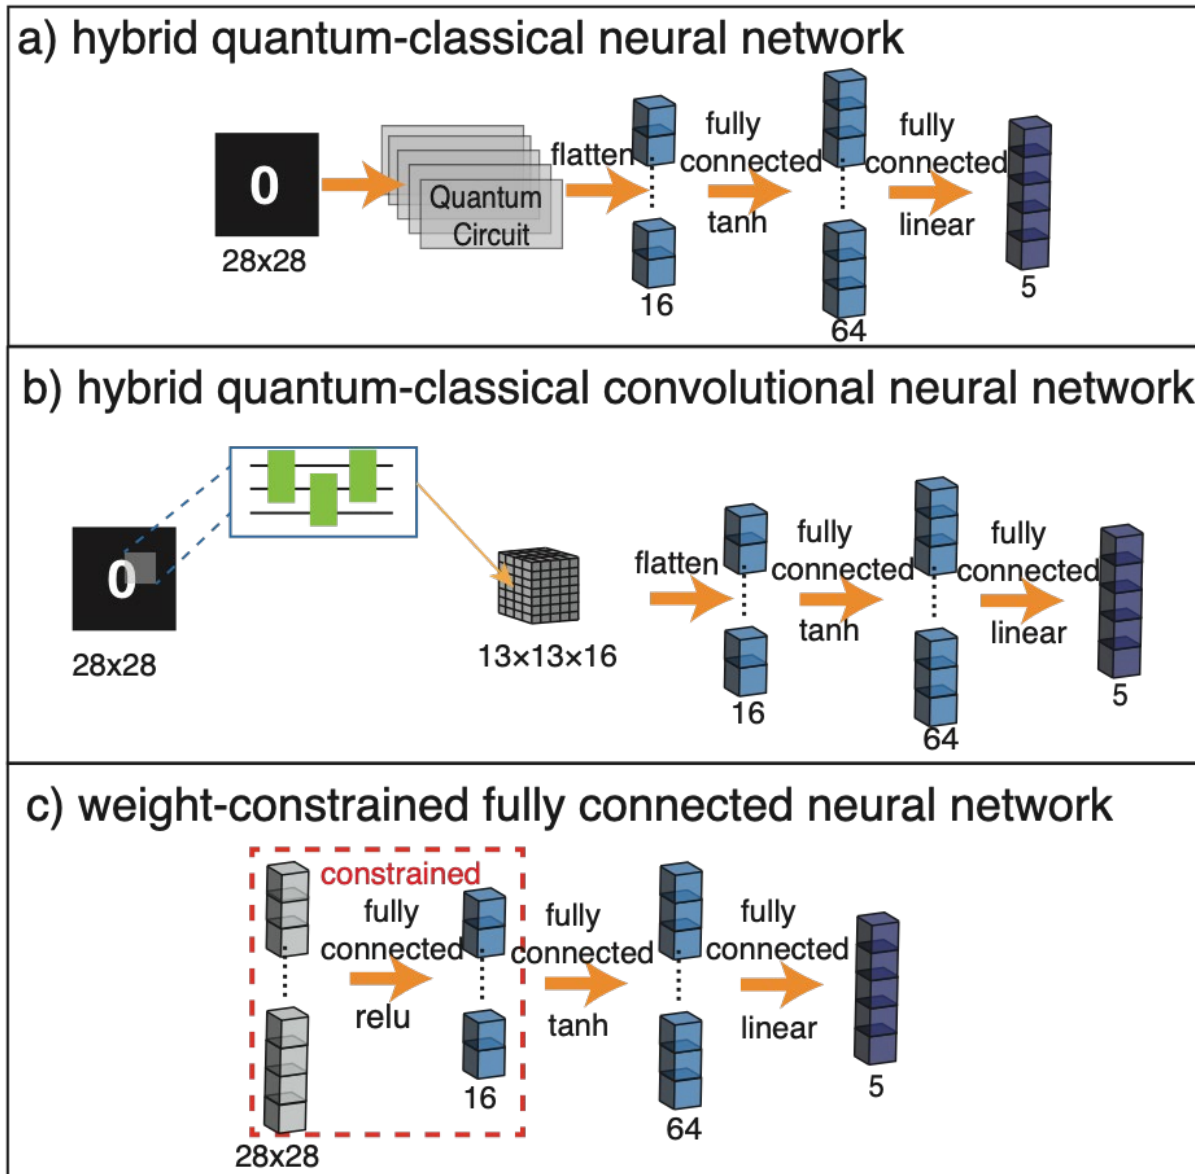 a) hybrid quantum-classical neural network
0
28x28
Quantum
Circuit
flatten
16
fully
connected
tanh
64
fully
connected
linear
5
b) hybrid quantum-classical convolutional neural network
0
28x28
13×13×16
flatten
16
fully
connected
tanh
64
fully
connected
linear
5
c) weight-constrained fully connected neural network
constrained
28x28
fully
connected
relu
16
fully
connected
tanh
64
fully
connected
linear
5